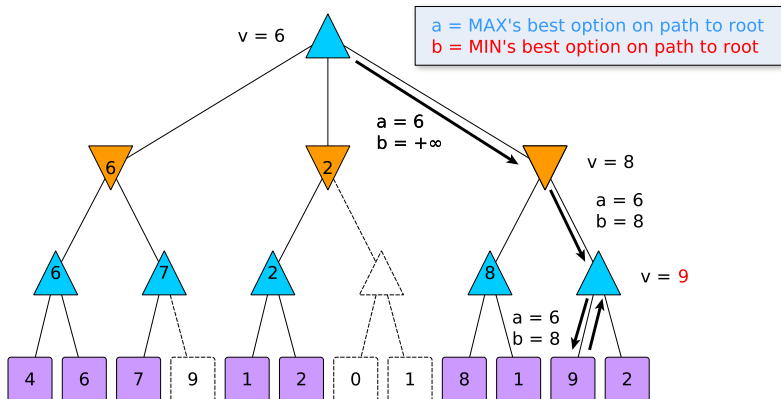 v = 6
a = MAX's best option on path to root
b = MIN's best option on path to root
a = 6
b = +∞
6
2
v = 8
a = 6
b = 8
6
7
2
8
v = 9
a = 6
b = 8
4
6
7
9
1
2
0
1
8
1
9
2